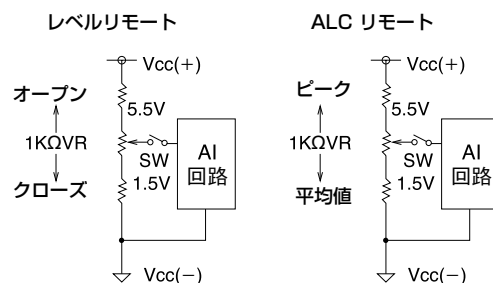 レベルリモート
Vcc(+)
オープン
5.5V
1KΩVR
SW
AI
回路
クローズ
1.5V
Vcc(−)
ALC リモート
Vcc(+)
ピーク
5.5V
1KΩVR
SW
AI
回路
1.5V
平均値
Vcc(−)